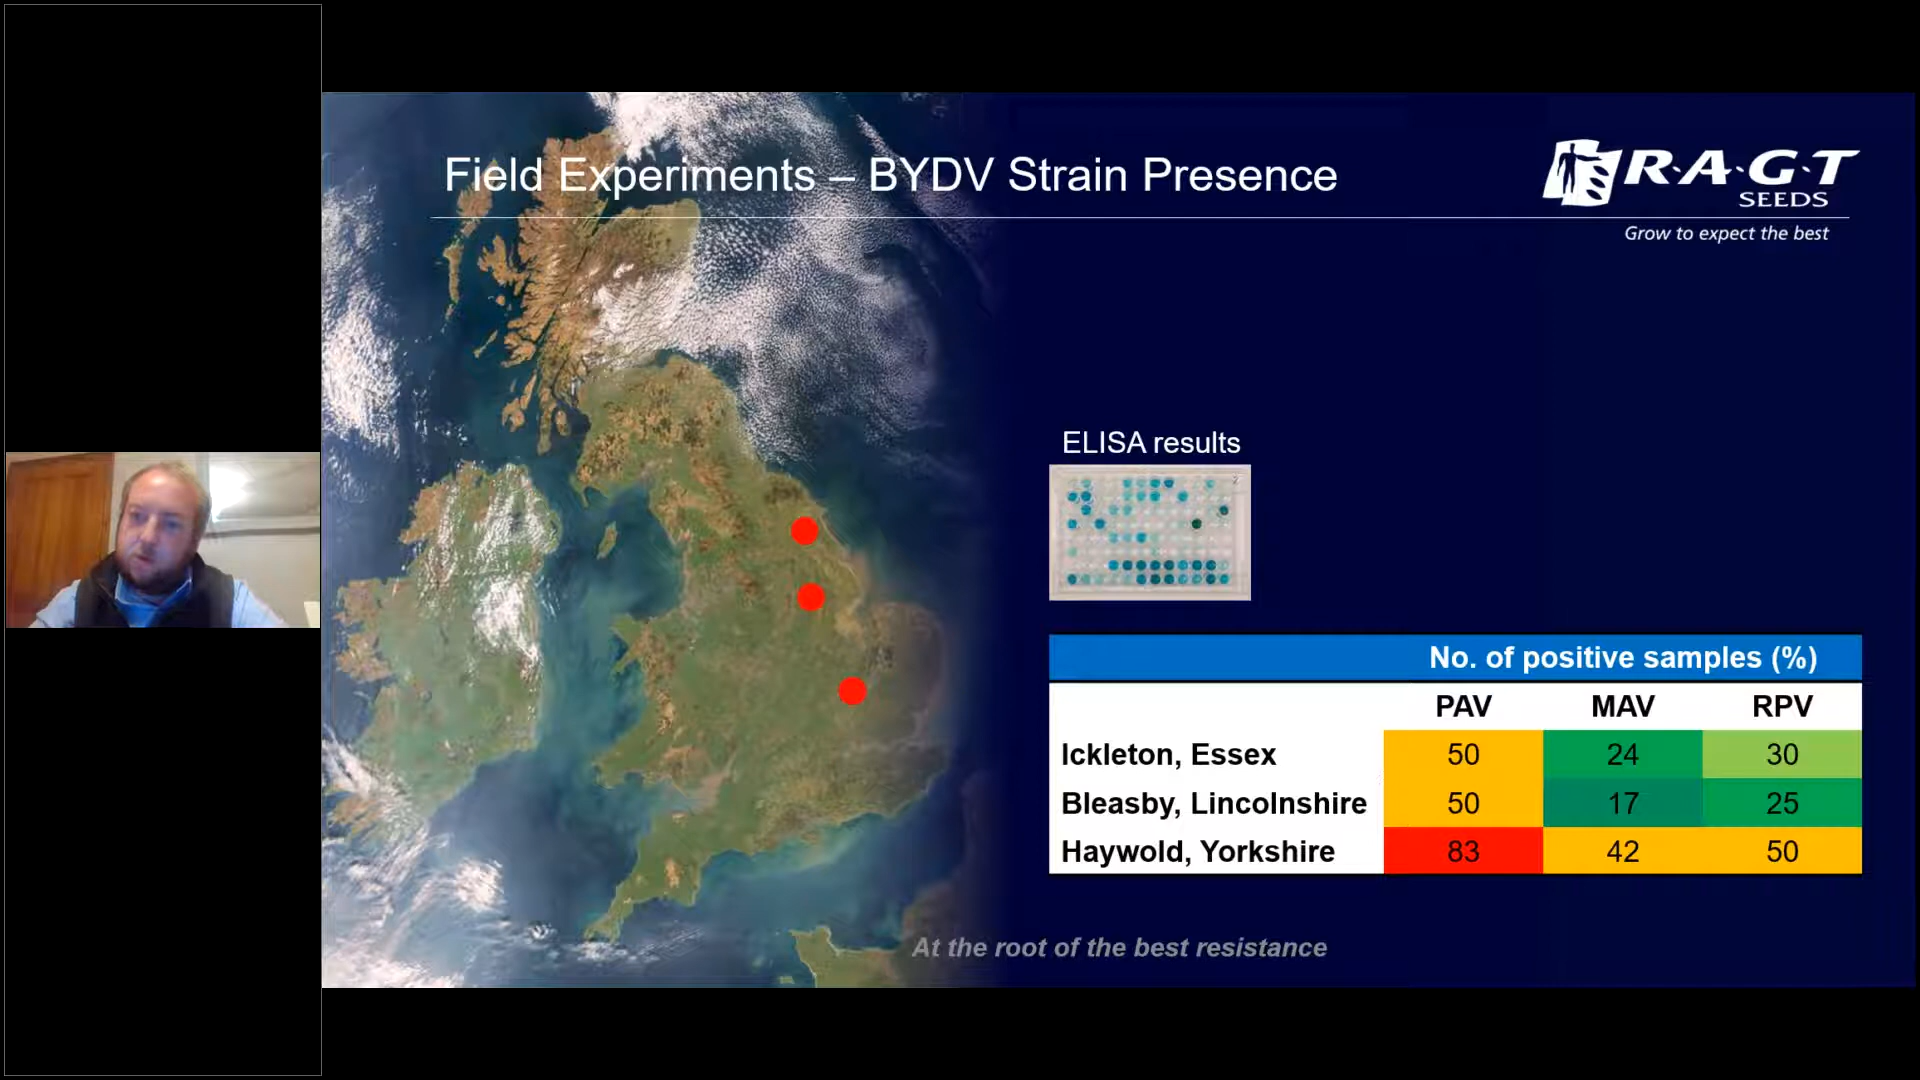 Field Experiments – BYDV Strain Presence
R·A·G·T
SEEDS
Grow to expect the best
ELISA results
No. of positive samples (%)
PAV MAV RPV
Ickleton, Essex 50 24 30
Bleasby, Lincolnshire 50 17 25
Haywold, Yorkshire 83 42 50
At the root of the best resistance